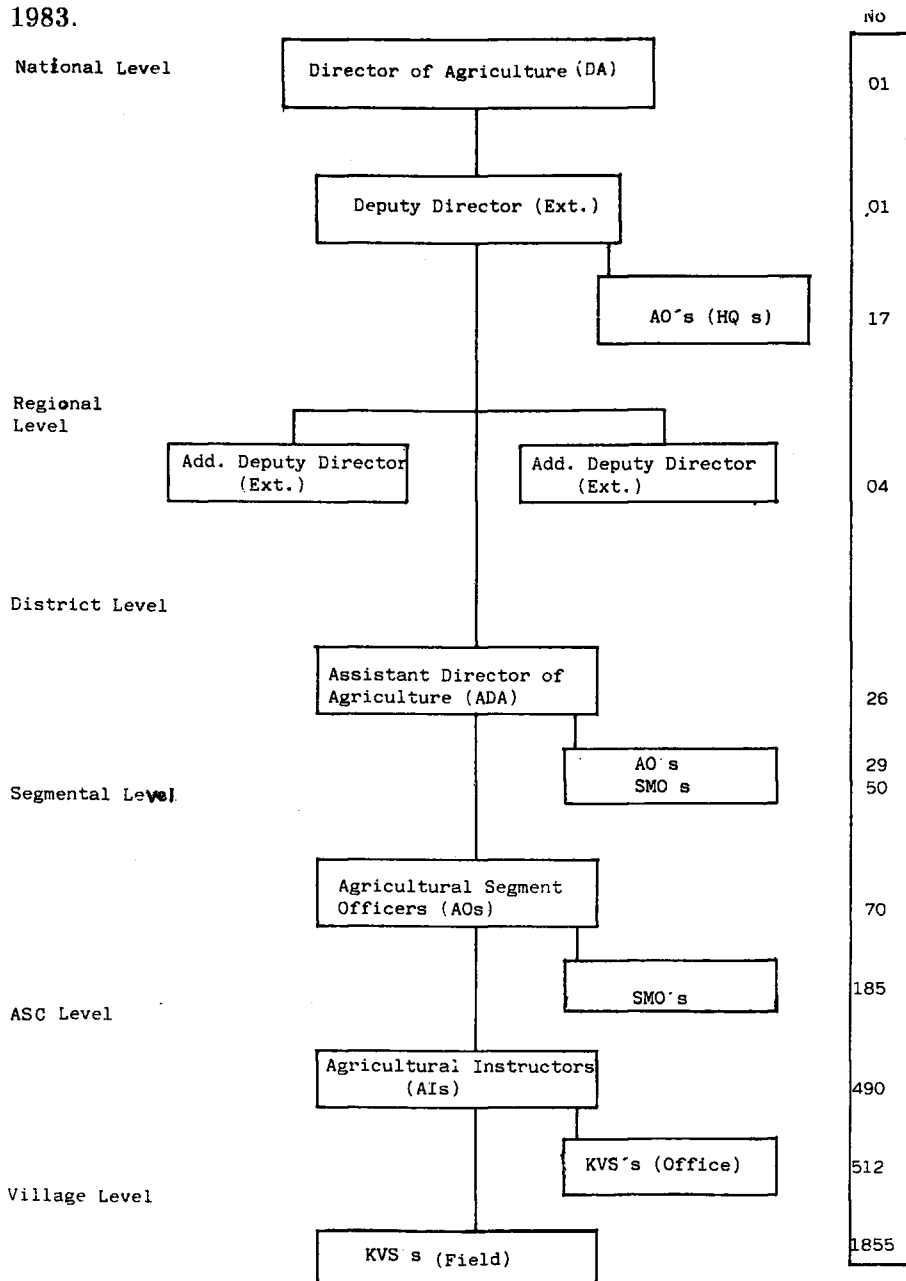 1983.
No
National Level
Director of Agriculture (DA)
01
Deputy Director (Ext.)
01
AO´s (HQ s)
17
Regional
Level
Add. Deputy Director
(Ext.)
Add. Deputy Director
(Ext.)
04
District Level
Assistant Director of
Agriculture (ADA)
26
AO s
29
SMO s
50
Segmental Level
Agricultural Segment
Officers (AOs)
70
SMO´s
185
ASC Level
Agricultural Instructors
(AIs)
490
KVS´s (Office)
512
Village Level
KVS s (Field)
1855